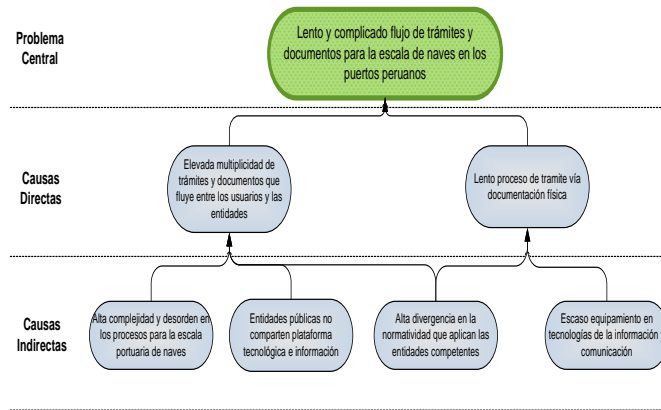 Problema
Central
Lento y complicado flujo de trámites y
documentos para la escala de naves en los
puertos peruanos
Causas
Directas
Elevada multiplicidad de
trámites y documentos que
fluye entre los usuarios y las
entidades
Lento proceso de tramite vía
documentación física
Causas
Indirectas
Alta complejidad y desorden en
los procesos para la escala
portuaria de naves
Entidades públicas no
comparten plataforma
tecnológica e información
Alta divergencia en la
normatividad que aplican las
entidades competentes
Escaso equipamiento en
tecnologías de la información y
comunicación